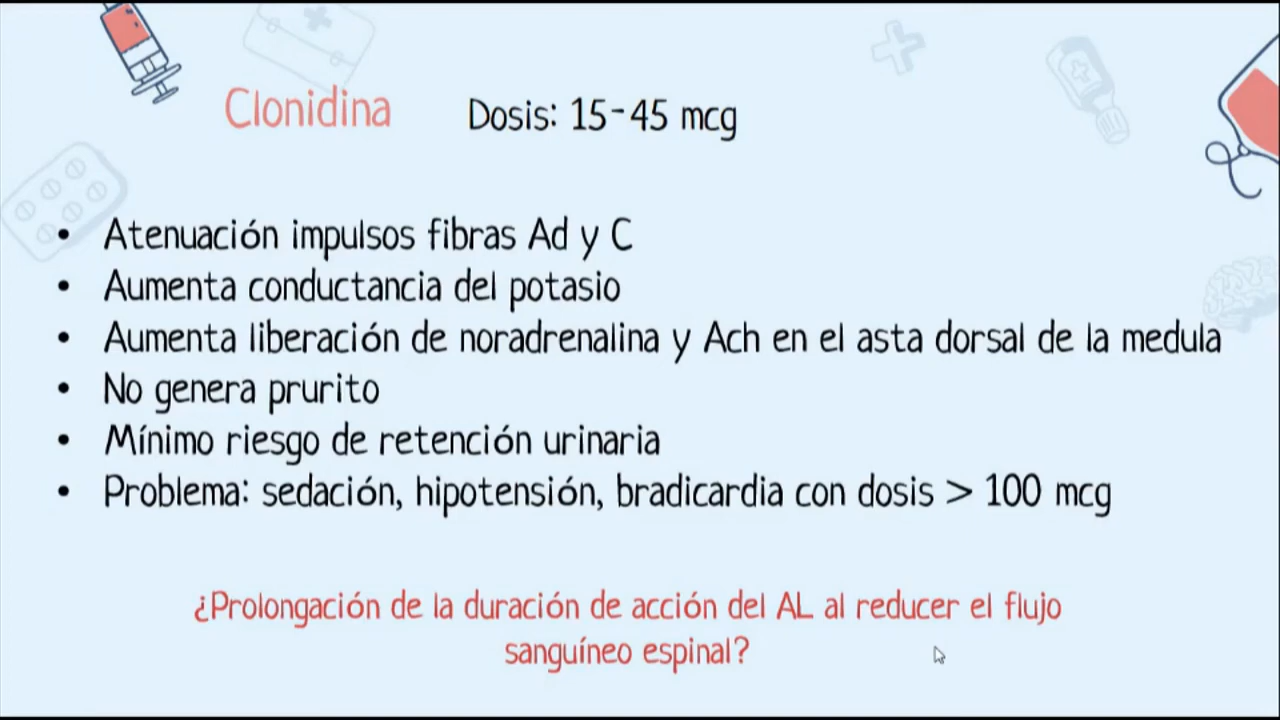 Clonidina Dosis: 15-45 mcg
• Atenuación impulsos fibras Ad y C
• Aumenta conductancia del potasio
• Aumenta liberación de noradrenalina y Ach en el asta dorsal de la medula
• No genera prurito
• Mínimo riesgo de retención urinaria
• Problema: sedación, hipotensión, bradicardia con dosis > 100 mcg
¿Prolongación de la duración de acción del AL al reducer el flujo
sanguíneo espinal?